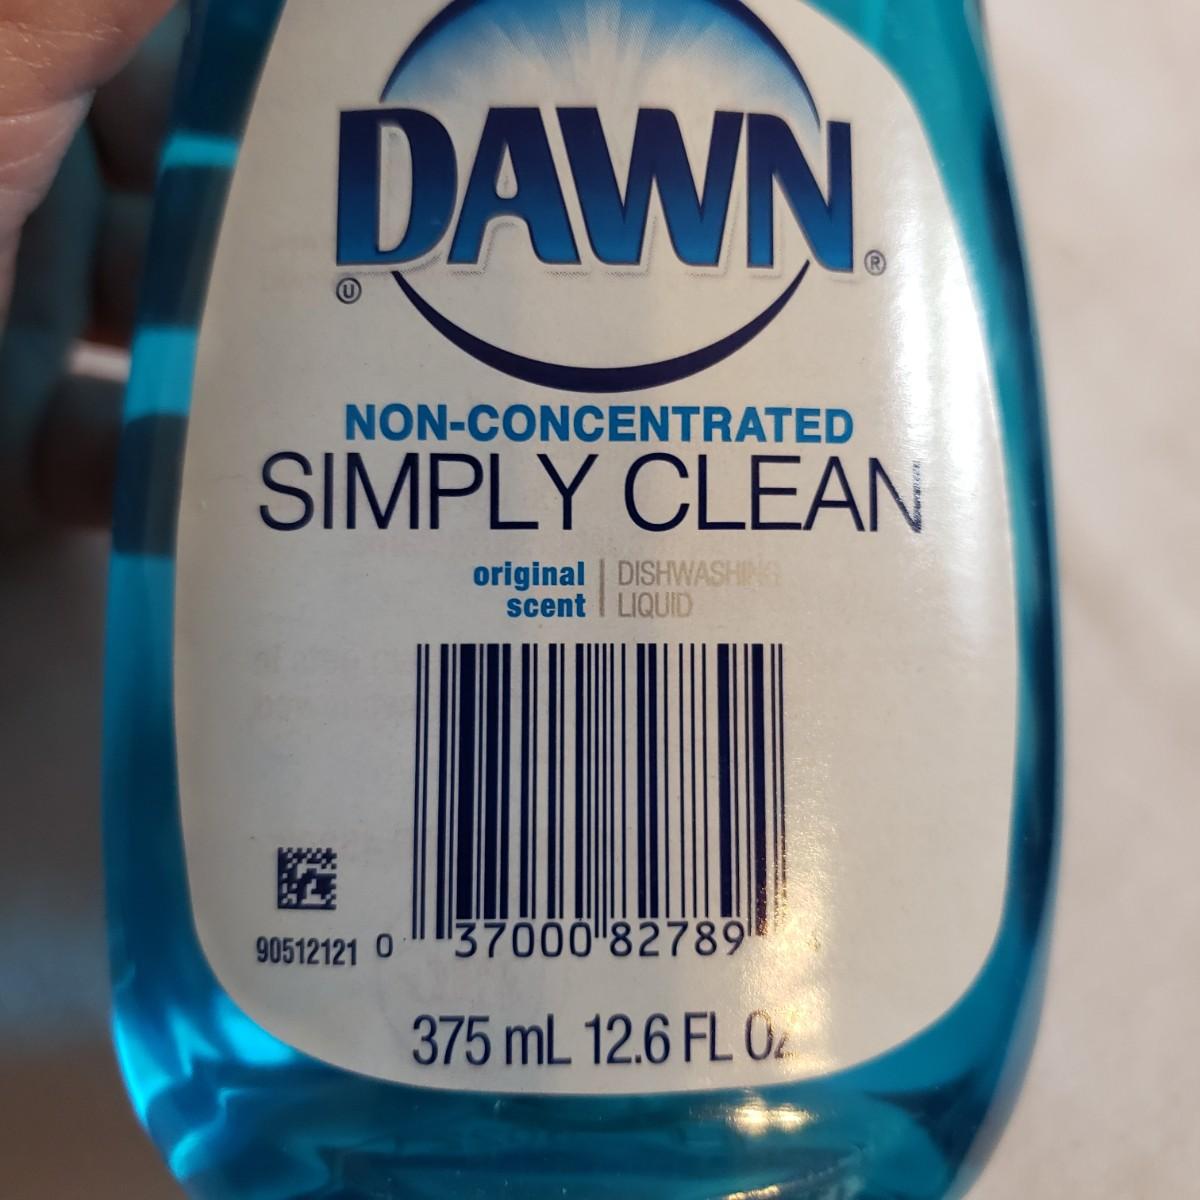 DAWN
Ⓤ ®
NON-CONCENTRATED
SIMPLY CLEAN
original scent
DISHWASHING LIQUID
90512121
0 37000 82789
375 mL 12.6 FL OZ